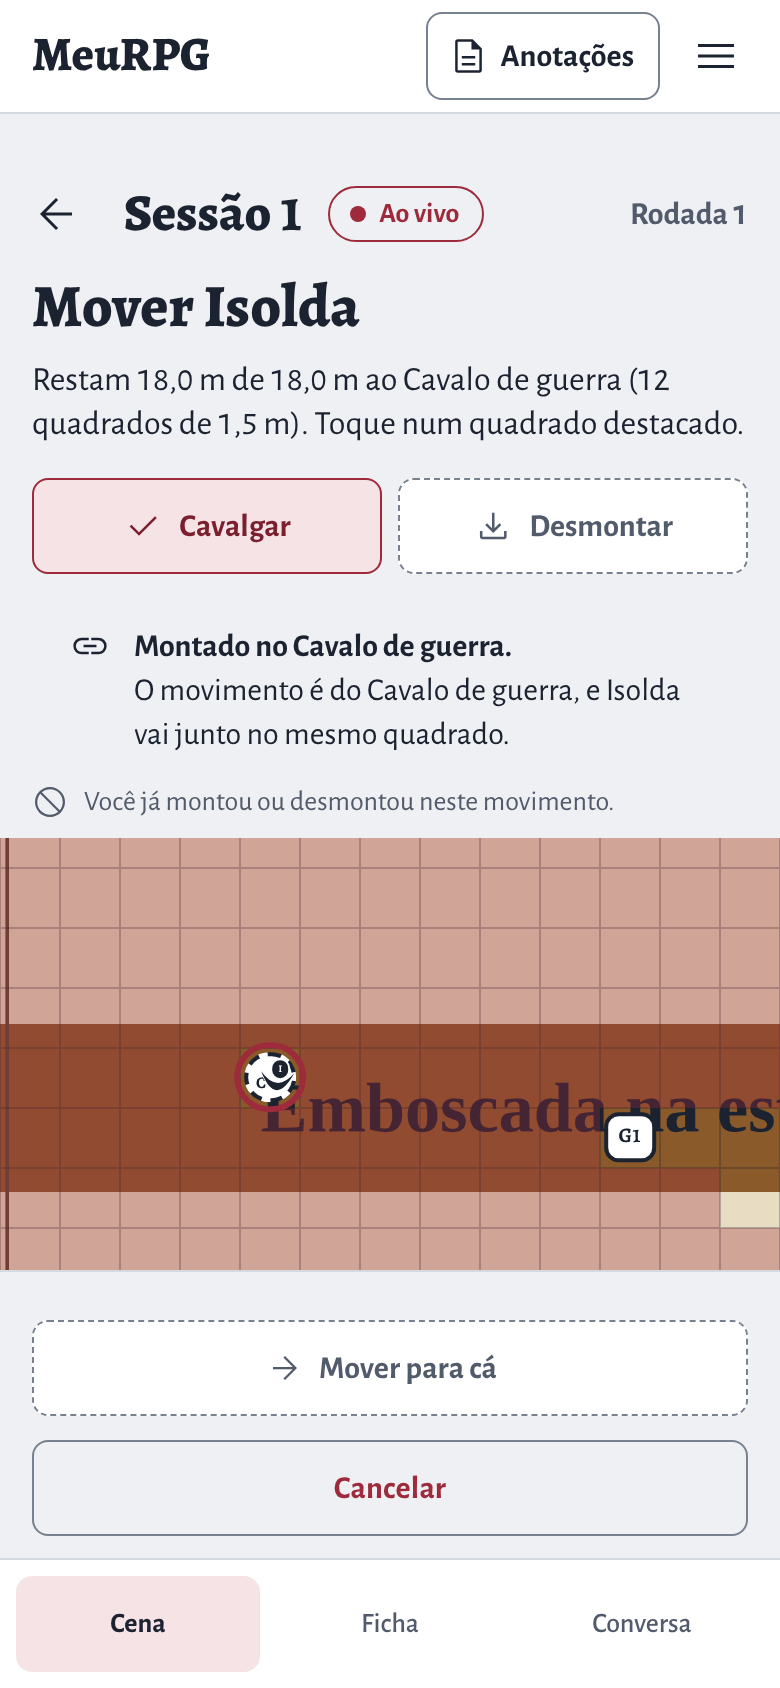 MeuRPG
Anotações
Sessão 1
Ao vivo
Rodada 1
Mover Isolda
Restam 18,0 m de 18,0 m ao Cavalo de guerra (12
quadrados de 1,5 m). Toque num quadrado destacado.
Cavalgar
Desmontar
Montado no Cavalo de guerra.
O movimento é do Cavalo de guerra, e Isolda
vai junto no mesmo quadrado.
Você já montou ou desmontou neste movimento.
I
C
Emboscada na es
G1
Mover para cá
Cancelar
Cena
Ficha
Conversa